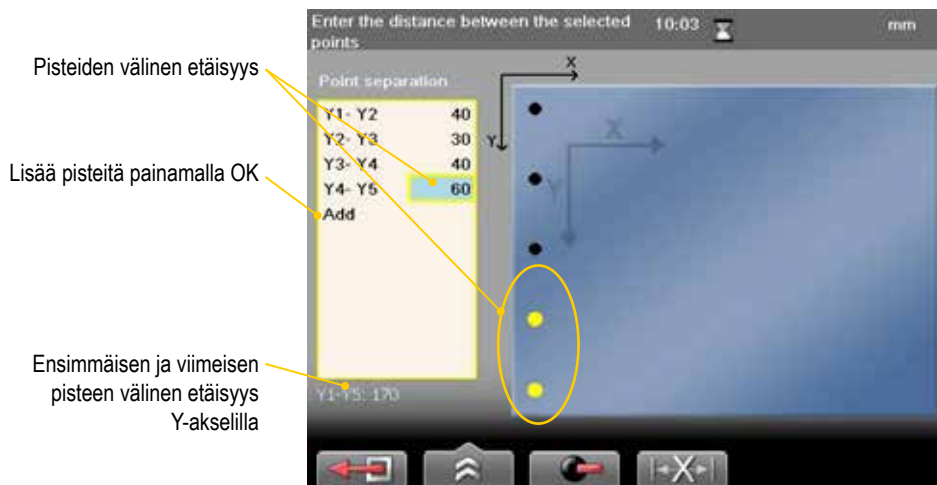 Enter the distance between the selected points
10:03
mm
Pisteiden välinen etäisyys
Point separation
X
Y
Y1- Y2 40
Y2- Y3 30
Y3- Y4 40
Y4- Y5 60
Add
X
Y
Lisää pisteitä painamalla OK
Ensimmäisen ja viimeisen
pisteen välinen etäisyys
Y-akselilla
Y1-Y5: 170
X